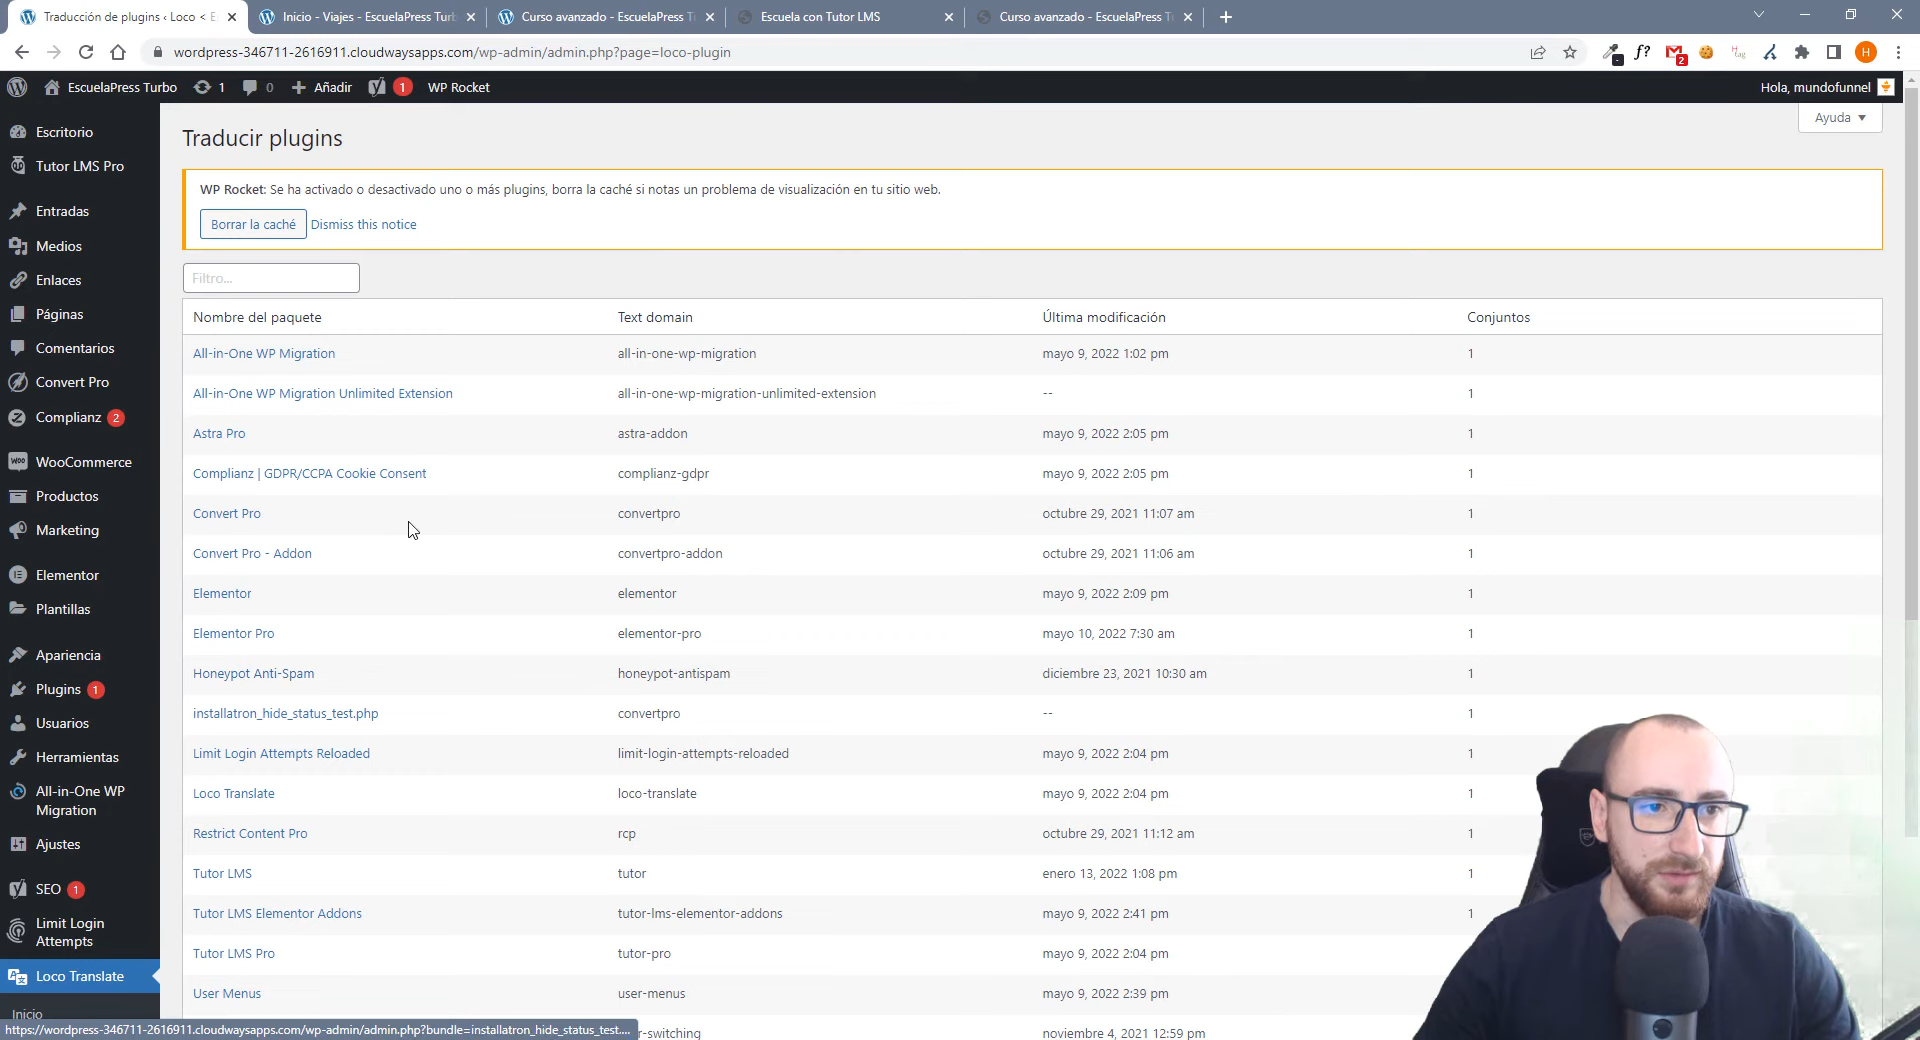 Traducción de plugins ‹ Loco ‹ E
Inicio - Viajes - EscuelaPress Turb
Curso avanzado - EscuelaPress T
Escuela con Tutor LMS
Curso avanzado - EscuelaPress T
wordpress-346711-2616911.cloudwaysapps.com/wp-admin/admin.php?page=loco-plugin
EscuelaPress Turbo
1
0
Añadir
1
WP Rocket
Hola, mundofunnel
Ayuda
Traducir plugins
WP Rocket: Se ha activado o desactivado uno o más plugins, borra la caché si notas un problema de visualización en tu sitio web.
Borrar la caché Dismiss this notice
Filtro...
Escritorio
Tutor LMS Pro
Entradas
Medios
Enlaces
Páginas
Comentarios
Convert Pro
Complianz 2
WooCommerce
Productos
Marketing
Elementor
Plantillas
Apariencia
Plugins 1
Usuarios
Herramientas
All-in-One WP
Migration
Ajustes
SEO 1
Limit Login
Attempts
Loco Translate
Inicio
Nombre del paquete Text domain Última modificación Conjuntos
All-in-One WP Migration all-in-one-wp-migration mayo 9, 2022 1:02 pm 1
All-in-One WP Migration Unlimited Extension all-in-one-wp-migration-unlimited-extension -- 1
Astra Pro astra-addon mayo 9, 2022 2:05 pm 1
Complianz | GDPR/CCPA Cookie Consent complianz-gdpr mayo 9, 2022 2:05 pm 1
Convert Pro convertpro octubre 29, 2021 11:07 am 1
Convert Pro - Addon convertpro-addon octubre 29, 2021 11:06 am 1
Elementor elementor mayo 9, 2022 2:09 pm 1
Elementor Pro elementor-pro mayo 10, 2022 7:30 am 1
Honeypot Anti-Spam honeypot-antispam diciembre 23, 2021 10:30 am 1
installatron_hide_status_test.php convertpro -- 1
Limit Login Attempts Reloaded limit-login-attempts-reloaded mayo 9, 2022 2:04 pm 1
Loco Translate loco-translate mayo 9, 2022 2:04 pm 1
Restrict Content Pro rcp octubre 29, 2021 11:12 am 1
Tutor LMS tutor enero 13, 2022 1:08 pm 1
Tutor LMS Elementor Addons tutor-lms-elementor-addons mayo 9, 2022 2:41 pm 1
Tutor LMS Pro tutor-pro mayo 9, 2022 2:04 pm
User Menus user-menus mayo 9, 2022 2:39 pm
r-switching noviembre 4, 2021 12:59 pm
https://wordpress-346711-2616911.cloudwaysapps.com/wp-admin/admin.php?bundle=installatron_hide_status_test....